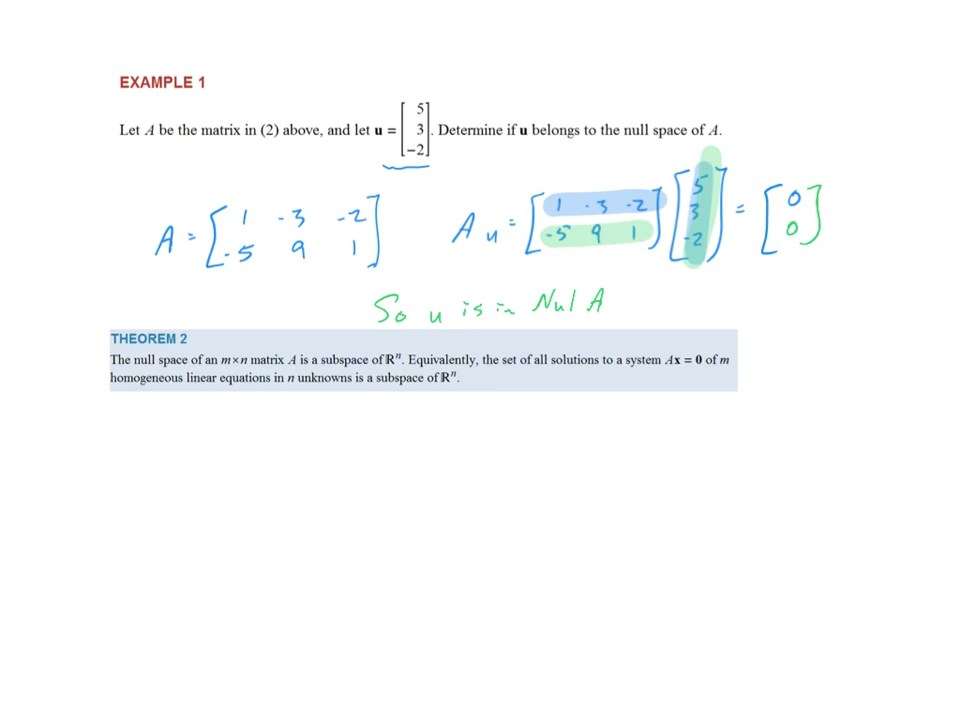 EXAMPLE 1
Let A be the matrix in (2) above, and let u = [5 3 −2]. Determine if u belongs to the null space of A.
A = [1 -3 -2 -5 9 1] Au = [1 -3 -2 -5 9 1] [5 3 -2] = [0 0]
So u is in Nul A
THEOREM 2
The null space of an m×n matrix A is a subspace of ℝⁿ. Equivalently, the set of all solutions to a system Ax = 0 of m
homogeneous linear equations in n unknowns is a subspace of ℝⁿ.